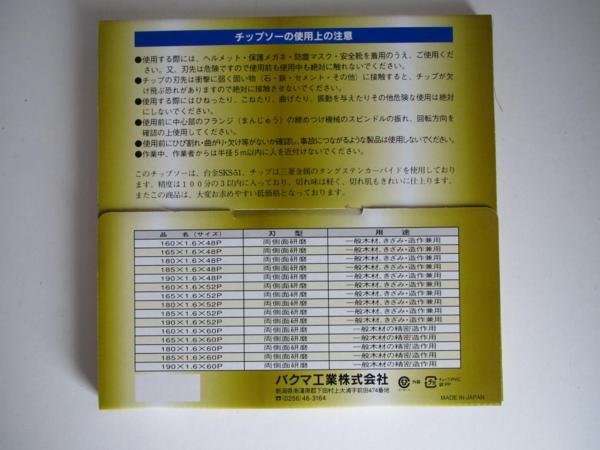 チップソーの使用上の注意
●使用する際には、ヘルメット・保護メガネ・防塵マスク・安全靴を着用のうえ、ご使用くだ
さい。又、刃先は危険ですので使用前も使用中も絶対に触れないでください。
●チップの刃先は衝撃に弱く固い物（石・鉄・セメント・その他）に接触すると、チップが欠
け飛ぶ恐れがありますので絶対に接触させないでください。
●使用する際にはひねったり、こねたり、曲げたり、振動を与えたりその他危険な使用は絶対
にしないでください。
●使用前に中心部のフランジ（まんじゅう）の締めつけ機械のスピンドルの振れ、回転方向を
確認の上使用してください。
●使用前にひび割れ・曲がり・欠け等がないか確認し、事故につながるような製品は使用しないでください。
●作業中、作業者からは半径5m以内に人を近付けないでください。
このチップソーは、台金SKS-51、チップは三菱金属のタングステンカーバイドを使用しており
ます。精度は100分の3以内に入っており、切れ味は軽く、切れ肌もきれいに仕上ります。
またこの商品は、大変お求めやすい低価格となっております。
品 名（サイズ） 刃 型 用 途
160×1.6×48P 両側面研磨 一般木材、きざみ・造作兼用
165×1.6×48P 両側面研磨 一般木材、きざみ・造作兼用
180×1.6×48P 両側面研磨 一般木材、きざみ・造作兼用
185×1.6×48P 両側面研磨 一般木材、きざみ・造作兼用
190×1.6×48P 両側面研磨 一般木材、きざみ・造作兼用
160×1.6×52P 両側面研磨 一般木材、きざみ・造作兼用
165×1.6×52P 両側面研磨 一般木材、きざみ・造作兼用
180×1.6×52P 両側面研磨 一般木材、きざみ・造作兼用
185×1.6×52P 両側面研磨 一般木材、きざみ・造作兼用
190×1.6×52P 両側面研磨 一般木材、きざみ・造作兼用
160×1.6×60P 両側面研磨 一般木材の精密造作用
165×1.6×60P 両側面研磨 一般木材の精密造作用
180×1.6×60P 両側面研磨 一般木材の精密造作用
185×1.6×60P 両側面研磨 一般木材の精密造作用
190×1.6×60P 両側面研磨 一般木材の精密造作用
バクマ工業株式会社
新潟県南蒲原郡下田村上大浦字前田474番地
☎(0256)46-3164
外箱
プラ
PVC
PP
MADE IN JAPAN